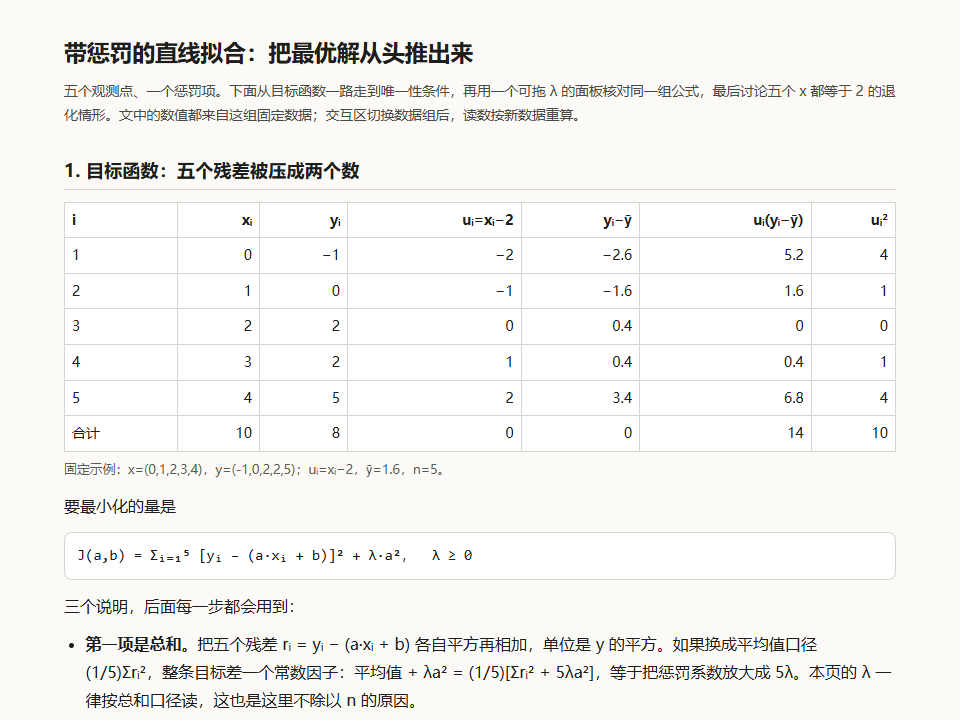 带惩罚的直线拟合：把最优解从头推出来
五个观测点、一个惩罚项。下面从目标函数一路走到唯一性条件，再用一个可拖 λ 的面板核对同一组公式，最后讨论五个 x 都等于 2 的退
化情形。文中的数值都来自这组固定数据；交互区切换数据组后，读数按新数据重算。
1. 目标函数：五个残差被压成两个数
i xᵢ yᵢ uᵢ=xᵢ−2 yᵢ−ȳ uᵢ(yᵢ−ȳ) uᵢ²
1 0 −1 −2 −2.6 5.2 4
2 1 0 −1 −1.6 1.6 1
3 2 2 0 0.4 0 0
4 3 2 1 0.4 0.4 1
5 4 5 2 3.4 6.8 4
合计 10 8 0 0 14 10
固定示例：x=(0,1,2,3,4)，y=(-1,0,2,2,5)；uᵢ=xᵢ−2，ȳ=1.6，n=5。
要最小化的量是
J(a,b) = Σᵢ₌₁⁵ [yᵢ − (a·xᵢ + b)]² + λ·a², λ ≥ 0
三个说明，后面每一步都会用到：
• 第一项是总和。把五个残差 rᵢ = yᵢ − (a·xᵢ + b) 各自平方再相加，单位是 y 的平方。如果换成平均值口径
(1/5)Σrᵢ²，整条目标差一个常数因子：平均值 + λa² = (1/5)[Σrᵢ² + 5λa²]，等于把惩罚系数放大成 5λ。本页的 λ 一
律按总和口径读，这也是这里不除以 n 的原因。